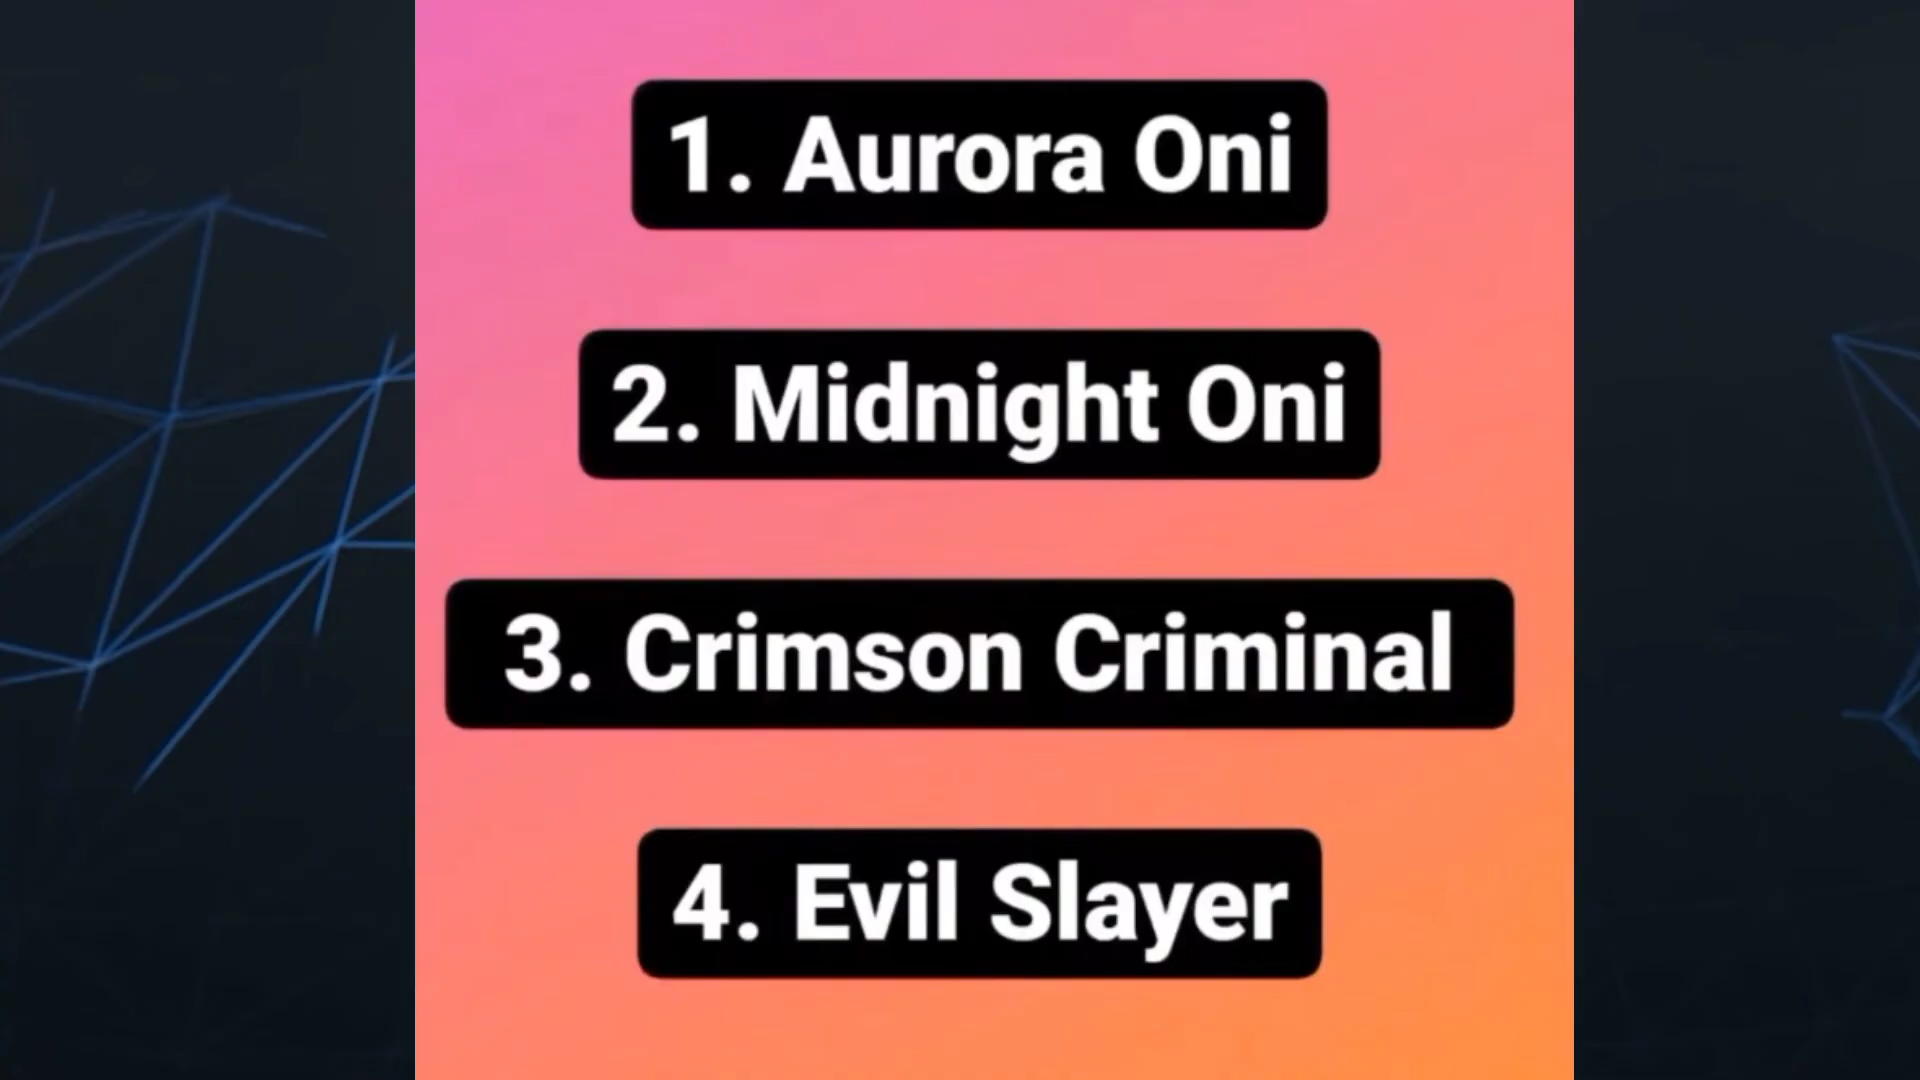 1. Aurora Oni
2. Midnight Oni
3. Crimson Criminal
4. Evil Slayer